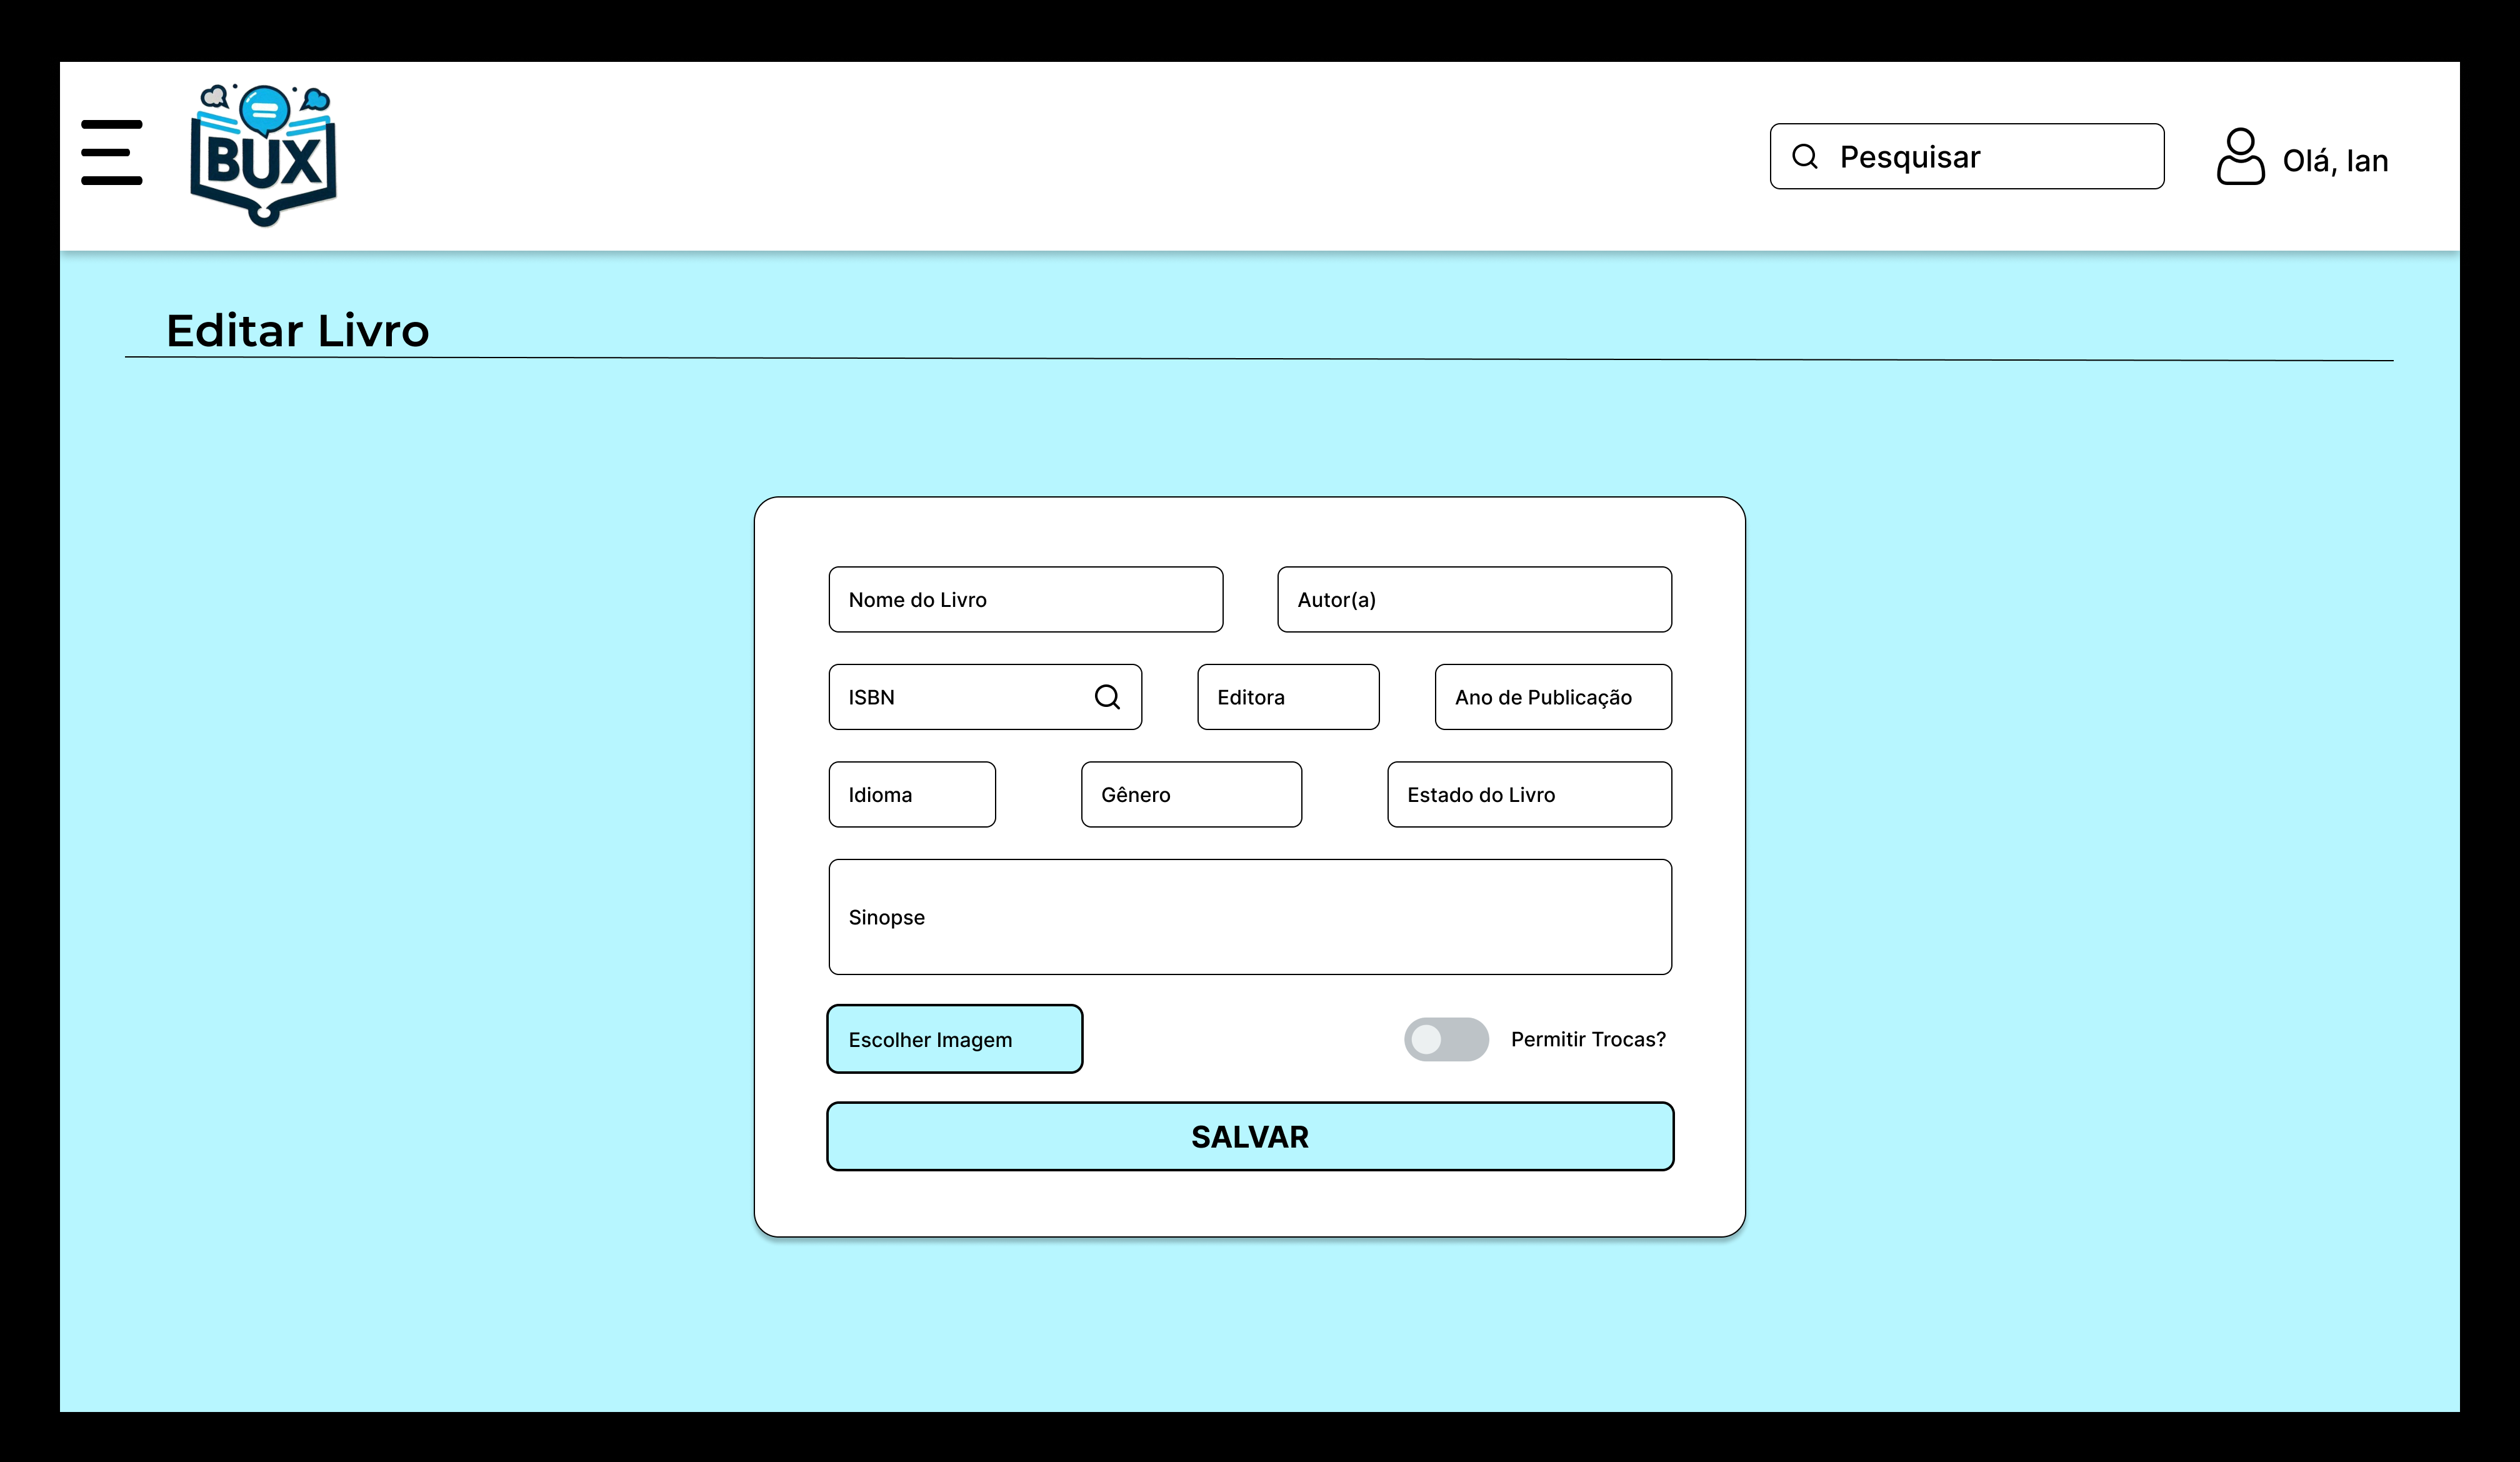 BUX
Pesquisar
Olá, Ian
Editar Livro
Nome do Livro
Autor(a)
ISBN
Editora
Ano de Publicação
Idioma
Gênero
Estado do Livro
Sinopse
Escolher Imagem
Permitir Trocas?
SALVAR